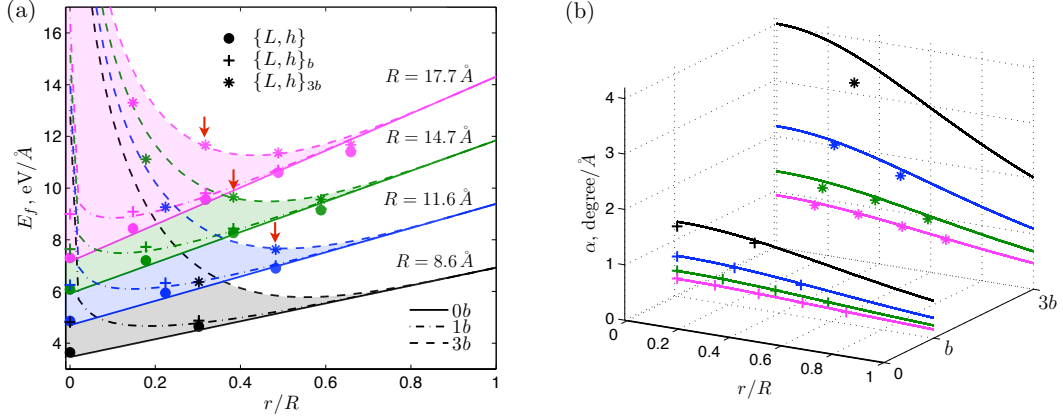 (a)
16
14
12
10
8
6
4
E_f, eV/Å
{L, h}
{L, h}_b
{L, h}_{3b}
R = 17.7 Å
R = 14.7 Å
R = 11.6 Å
R = 8.6 Å
0b
1b
3b
0 0.2 0.4 0.6 0.8 1
r/R
(b)
4
3
2
1
0
α, degree/Å
0 0.2 0.4 0.6 0.8 1
r/R
0
b
3b